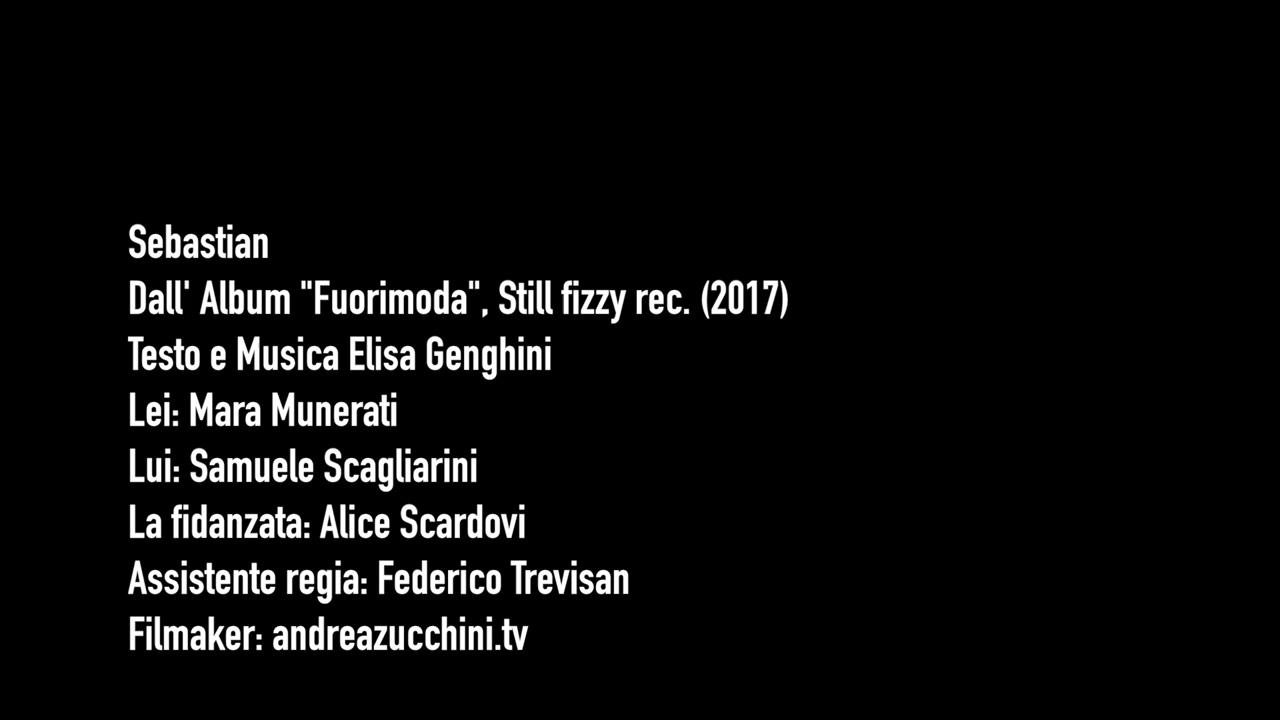 Sebastian
Dall' Album "Fuorimoda", Still fizzy rec. (2017)
Testo e Musica Elisa Genghini
Lei: Mara Munerati
Lui: Samuele Scagliarini
La fidanzata: Alice Scardovi
Assistente regia: Federico Trevisan
Filmaker: andreazucchini.tv